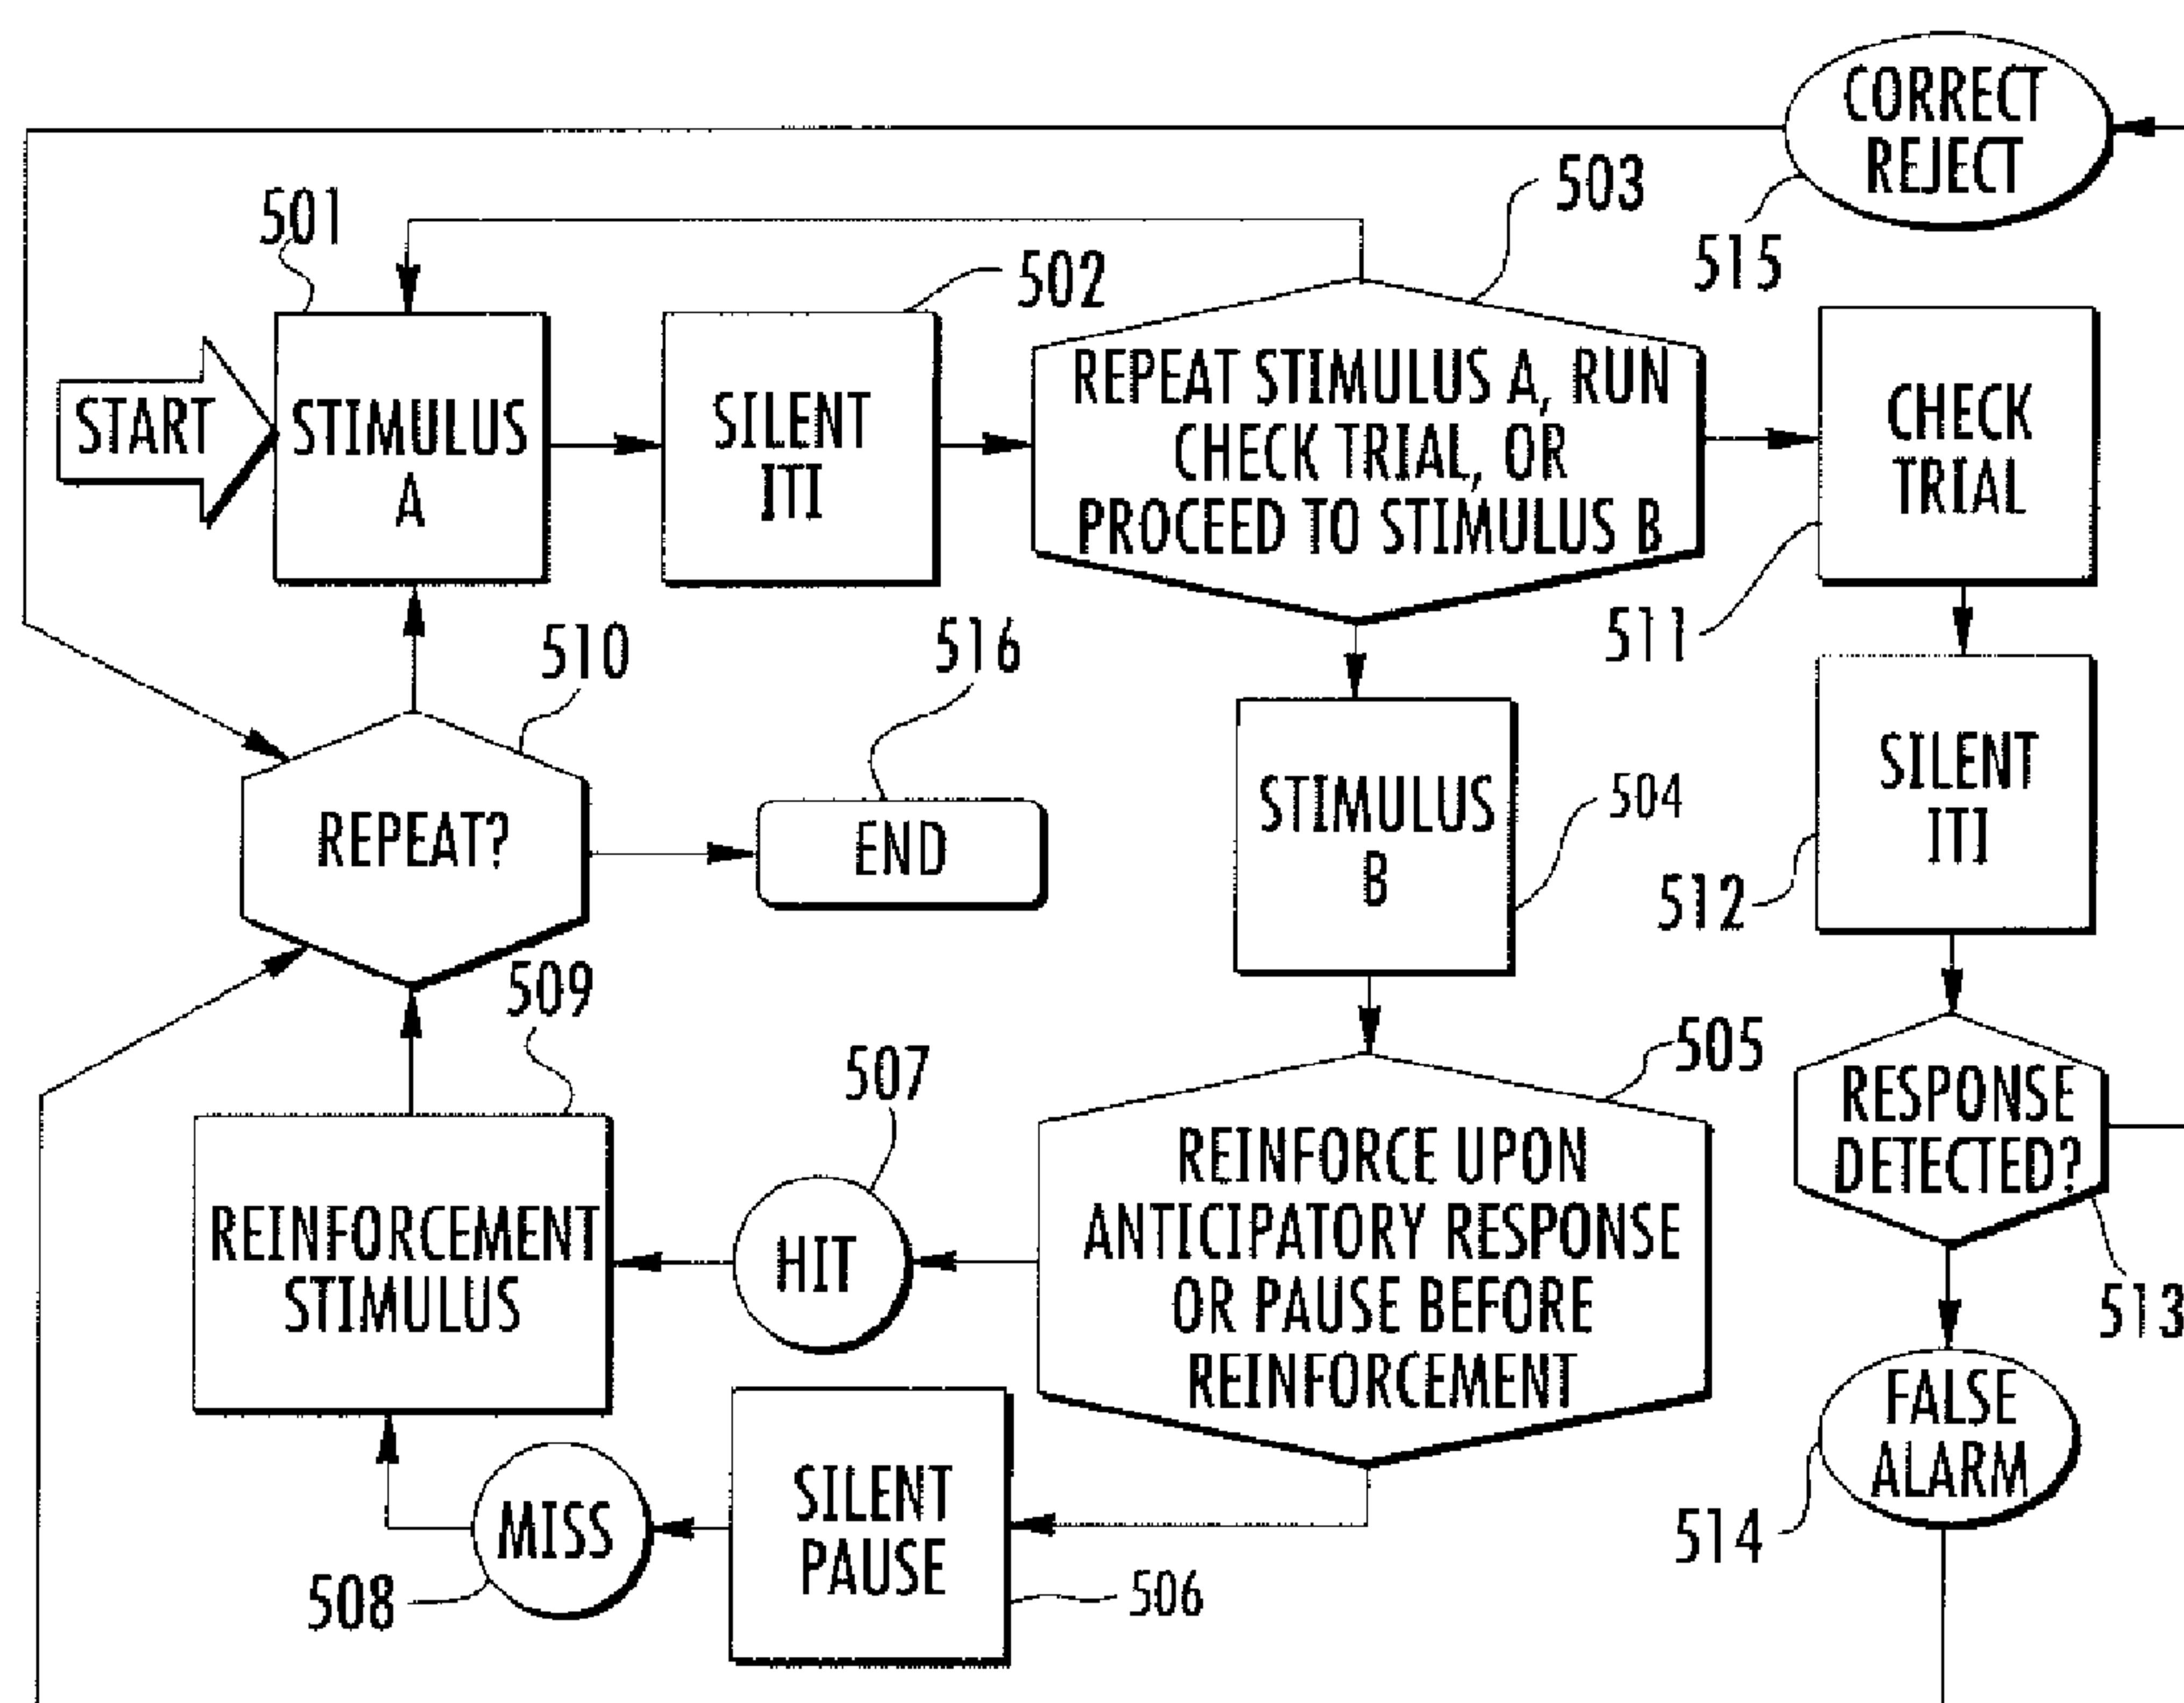 CORRECT
REJECT
515
503
501
502
START
STIMULUS
A
SILENT
ITI
REPEAT STIMULUS A, RUN
CHECK TRIAL, OR
PROCEED TO STIMULUS B
CHECK
TRIAL
511
510
516
REPEAT?
END
STIMULUS
B
504
SILENT
ITI
512
509
507
505
RESPONSE
DETECTED?
513
REINFORCEMENT
STIMULUS
HIT
REINFORCE UPON
ANTICIPATORY RESPONSE
OR PAUSE BEFORE
REINFORCEMENT
FALSE
ALARM
514
MISS
508
SILENT
PAUSE
506